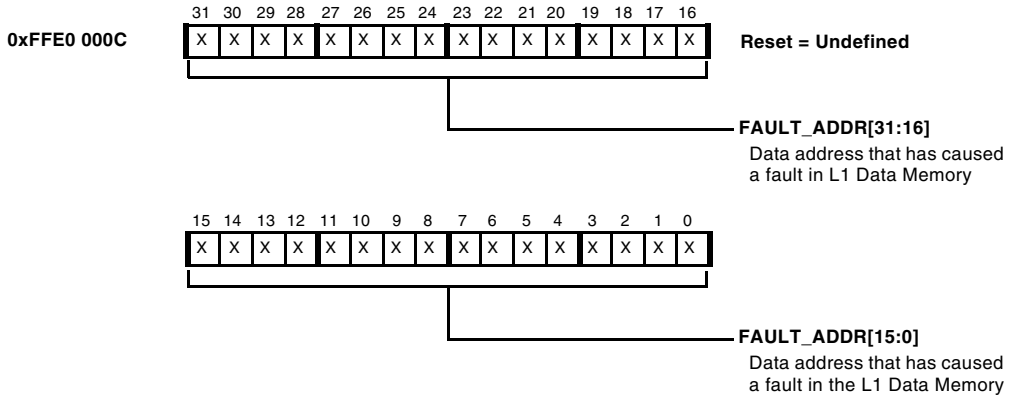 31 30 29 28 27 26 25 24 23 22 21 20 19 18 17 16
0xFFE0 000C X X X X X X X X X X X X X X X X Reset = Undefined
FAULT_ADDR[31:16]
Data address that has caused
a fault in L1 Data Memory
15 14 13 12 11 10 9 8 7 6 5 4 3 2 1 0
X X X X X X X X X X X X X X X X
FAULT_ADDR[15:0]
Data address that has caused
a fault in the L1 Data Memory